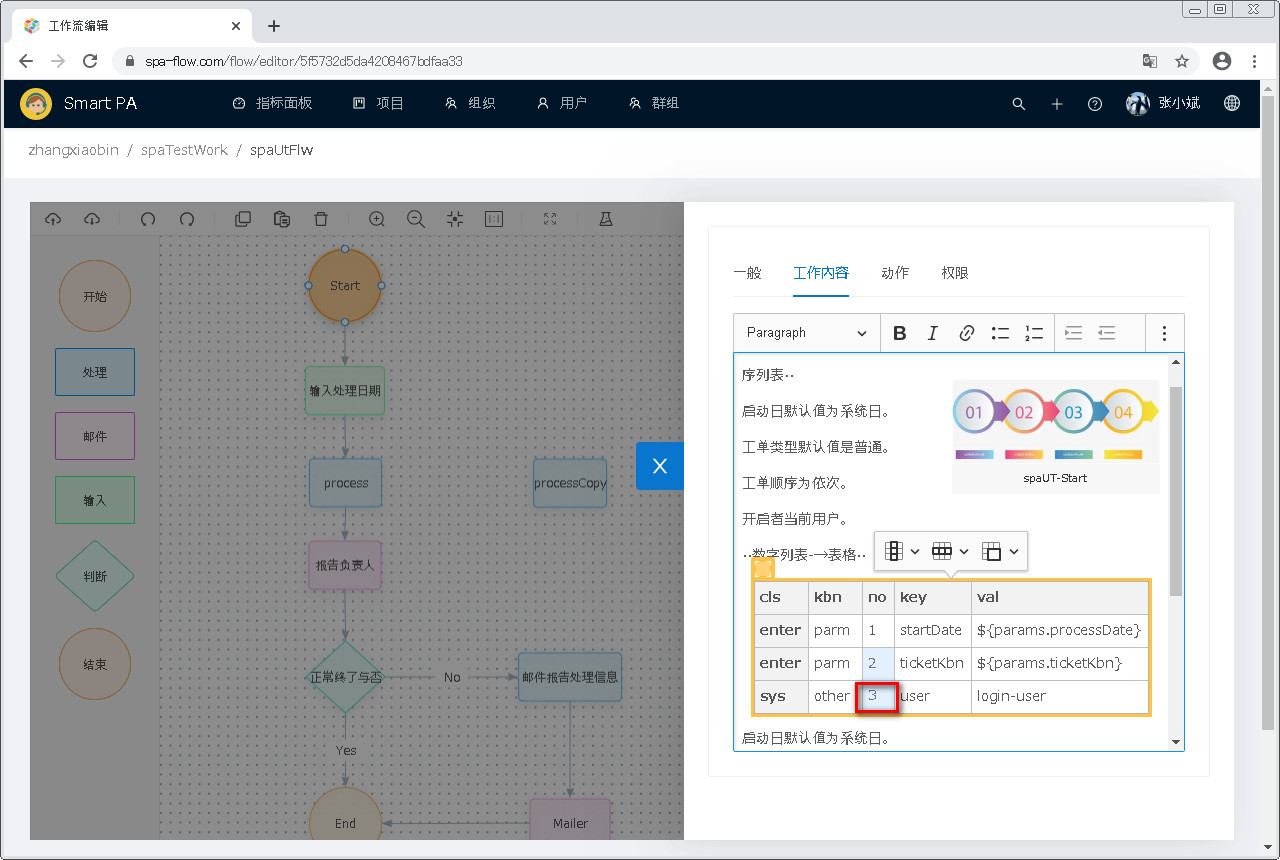 工作流编辑
spa-flow.com/flow/editor/5f5732d5da4208467bdfaa33
Smart PA 指标面板 项目 组织 用户 群组 张小斌
zhangxiaobin / spaTestWork / spaUtFlw
开始
处理
邮件
输入
判断
结束
1:1
Start
输入处理日期
process
processCopy
报告负责人
正常终了与否
No
邮件报告处理信息
Yes
End
Mailer
X
一般 工作内容 动作 权限
Paragraph
序列表··
启动日默认值为系统日。
工单类型默认值是普通。
工单顺序为依次。
开启者当前用户。
01 02 03 04
spaUT-Start
··数字列表-→表格··
cls kbn no key val
enter parm 1 startDate ${params.processDate}
enter parm 2 ticketKbn ${params.ticketKbn}
sys other 3 user login-user
启动日默认值为系统日。